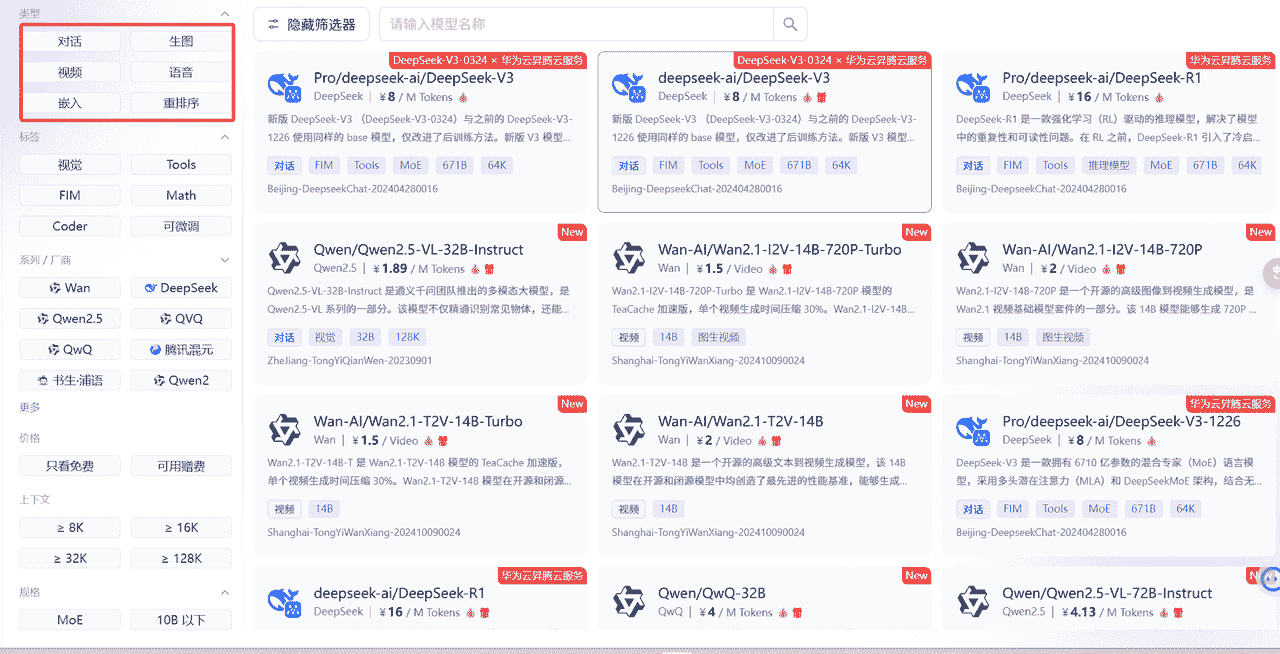 类型
对话
生图
视频
语音
嵌入
重排序
标签
视觉
Tools
FIM
Math
Coder
可微调
系列 / 厂商
Wan
DeepSeek
Qwen2.5
QVQ
QwQ
腾讯混元
书生·浦语
Qwen2
更多
价格
只看免费
可用赠费
上下文
≥ 8K
≥ 16K
≥ 32K
≥ 128K
规格
MoE
10B 以下
隐藏筛选器
请输入模型名称
DeepSeek-V3-0324 × 华为云昇腾云服务
Pro/deepseek-ai/DeepSeek-V3
DeepSeek | ¥ 8 / M Tokens
新版 DeepSeek-V3 （DeepSeek-V3-0324）与之前的 DeepSeek-V3-
1226 使用同样的 base 模型，仅改进了后训练方法。新版 V3 模型...
对话 FIM Tools MoE 671B 64K
Beijing-DeepseekChat-202404280016
DeepSeek-V3-0324 × 华为云昇腾云服务
deepseek-ai/DeepSeek-V3
DeepSeek | ¥ 8 / M Tokens
新版 DeepSeek-V3 （DeepSeek-V3-0324）与之前的 DeepSeek-V3-
1226 使用同样的 base 模型，仅改进了后训练方法。新版 V3 模型...
对话 FIM Tools MoE 671B 64K
Beijing-DeepseekChat-202404280016
华为云昇腾云服务
Pro/deepseek-ai/DeepSeek-R1
DeepSeek | ¥ 16 / M Tokens
DeepSeek-R1 是一款强化学习（RL）驱动的推理模型，解决了模型
中的重复性和可读性问题。在 RL 之前，DeepSeek-R1 引入了冷启...
对话 FIM Tools 推理模型 MoE 671B 64K
Beijing-DeepseekChat-202404280016
New
Qwen/Qwen2.5-VL-32B-Instruct
Qwen2.5 | ¥ 1.89 / M Tokens
Qwen2.5-VL-32B-Instruct 是通义千问团队推出的多模态大模型，是
Qwen2.5-VL 系列的一部分。该模型不仅精通识别常见物体，还能...
对话 视觉 32B 128K
ZheJiang-TongYiQianWen-20230901
New
Wan-AI/Wan2.1-I2V-14B-720P-Turbo
Wan | ¥ 1.5 / Video
Wan2.1-I2V-14B-720P-Turbo 是 Wan2.1-I2V-14B-720P 模型的
TeaCache 加速版，单个视频生成时间压缩 30%。Wan2.1-I2V-14B...
视频 14B 图生视频
Shanghai-TongYiWanXiang-202410090024
New
Wan-AI/Wan2.1-I2V-14B-720P
Wan | ¥ 2 / Video
Wan2.1-I2V-14B-720P 是一个开源的高级图像到视频生成模型，是
Wan2.1 视频基础模型套件的一部分。该 14B 模型能够生成 720P ...
视频 14B 图生视频
Shanghai-TongYiWanXiang-202410090024
New
Wan-AI/Wan2.1-T2V-14B-Turbo
Wan | ¥ 1.5 / Video
Wan2.1-T2V-14B-T 是 Wan2.1-T2V-14B 模型的 TeaCache 加速版，
单个视频生成时间压缩 30%。Wan2.1-T2V-14B 模型在开源和闭源...
视频 14B
Shanghai-TongYiWanXiang-202410090024
New
Wan-AI/Wan2.1-T2V-14B
Wan | ¥ 2 / Video
Wan2.1-T2V-14B 是一个开源的高级文本到视频生成模型，该 14B
模型在开源和闭源模型中均创造了最先进的性能基准，能够生成...
视频 14B
Shanghai-TongYiWanXiang-202410090024
华为云昇腾云服务
Pro/deepseek-ai/DeepSeek-V3-1226
DeepSeek | ¥ 8 / M Tokens
DeepSeek-V3 是一款拥有 6710 亿参数的混合专家（MoE）语言模
型，采用多头潜在注意力（MLA）和 DeepSeekMoE 架构，结合无...
对话 FIM Tools MoE 671B 64K
Beijing-DeepseekChat-202404280016
华为云昇腾云服务
deepseek-ai/DeepSeek-R1
DeepSeek | ¥ 16 / M Tokens
New
Qwen/QwQ-32B
QwQ | ¥ 4 / M Tokens
Qwen/Qwen2.5-VL-72B-Instruct
Qwen2.5 | ¥ 4.13 / M Tokens